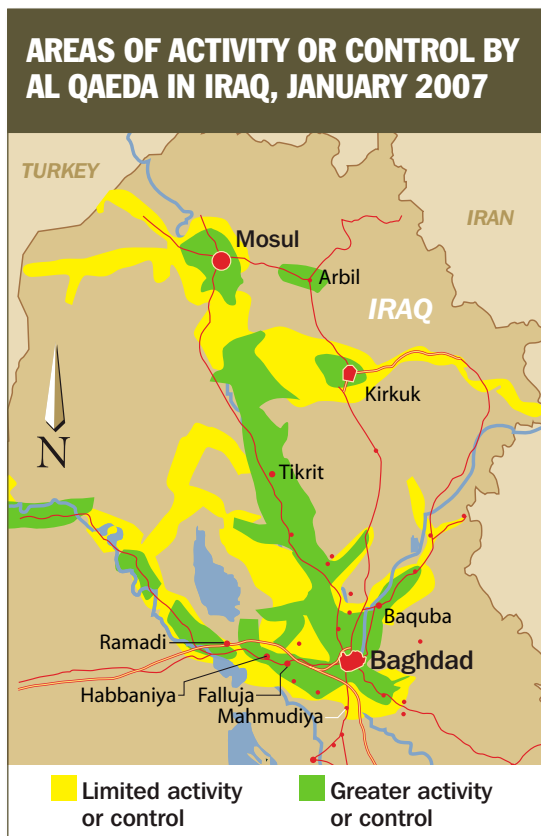 AREAS OF ACTIVITY OR CONTROL BY
AL QAEDA IN IRAQ, JANUARY 2007
TURKEY
IRAN
Mosul
Arbil
IRAQ
Kirkuk
N
Tikrit
Baquba
Ramadi
Baghdad
Habbaniya
Falluja
Mahmudiya
Limited activity
or control
Greater activity
or control